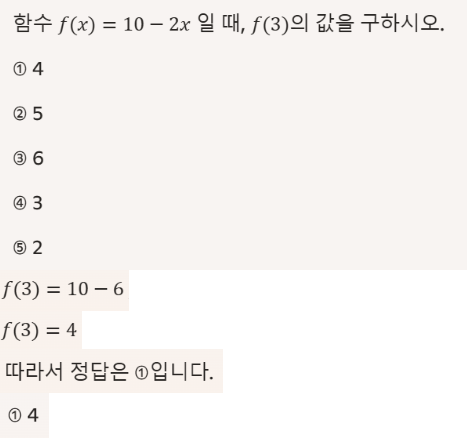 함수 f(x) = 10 − 2x 일 때, f(3)의 값을 구하시오.
① 4
② 5
③ 6
④ 3
⑤ 2
f(3) = 10 − 6
f(3) = 4
따라서 정답은 ①입니다.
① 4